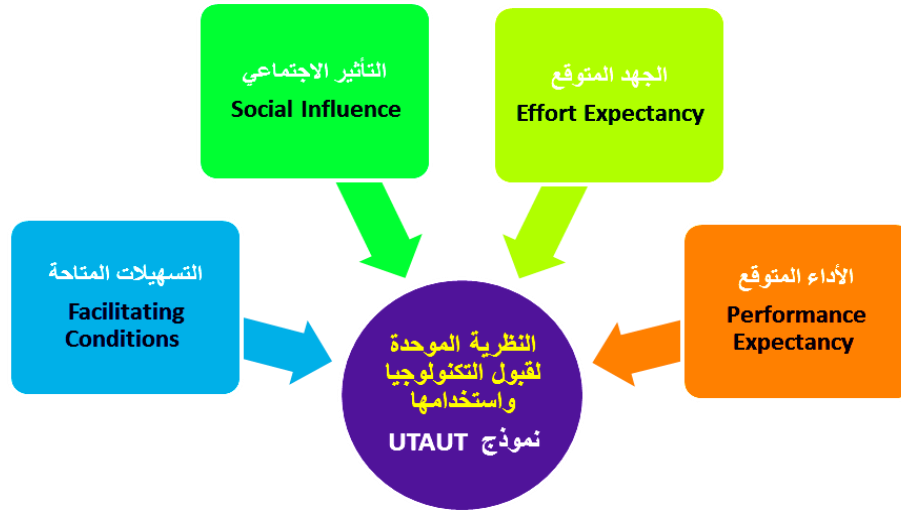 التأثير الاجتماعي
Social Influence
الجهد المتوقع
Effort Expectancy
التسهيلات المتاحة
Facilitating
Conditions
الأداء المتوقع
Performance
Expectancy
النظرية الموحدة
لقبول التكنولوجيا
واستخدامها
نموذج UTAUT